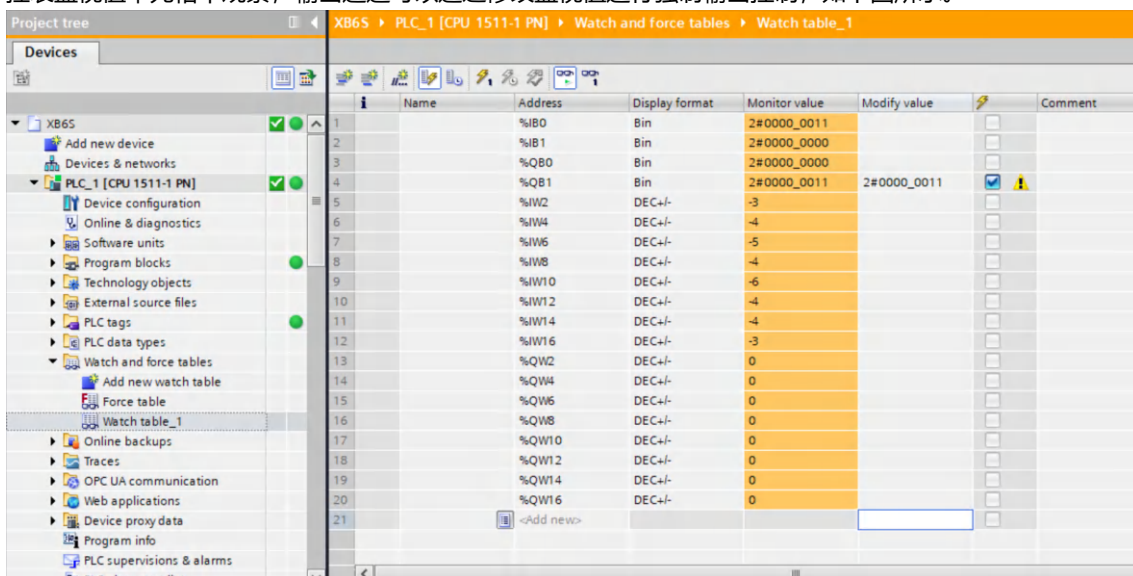 Project tree
XB6S ▸ PLC_1 [CPU 1511-1 PN] ▸ Watch and force tables ▸ Watch table_1
Devices
i Name Address Display format Monitor value Modify value Comment
XB6S
Add new device
Devices & networks
PLC_1 [CPU 1511-1 PN]
Device configuration
Online & diagnostics
Software units
Program blocks
Technology objects
External source files
PLC tags
PLC data types
Watch and force tables
Add new watch table
Force table
Watch table_1
Online backups
Traces
OPC UA communication
Web applications
Device proxy data
Program info
PLC supervisions & alarms
1 %IB0 Bin 2#0000_0011
2 %IB1 Bin 2#0000_0000
3 %QB0 Bin 2#0000_0000
4 %QB1 Bin 2#0000_0011 2#0000_0011
5 %IW2 DEC+/- -3
6 %IW4 DEC+/- -4
7 %IW6 DEC+/- -5
8 %IW8 DEC+/- -4
9 %IW10 DEC+/- -6
10 %IW12 DEC+/- -4
11 %IW14 DEC+/- -4
12 %IW16 DEC+/- -3
13 %QW2 DEC+/- 0
14 %QW4 DEC+/- 0
15 %QW6 DEC+/- 0
16 %QW8 DEC+/- 0
17 %QW10 DEC+/- 0
18 %QW12 DEC+/- 0
19 %QW14 DEC+/- 0
20 %QW16 DEC+/- 0
21 <Add new>